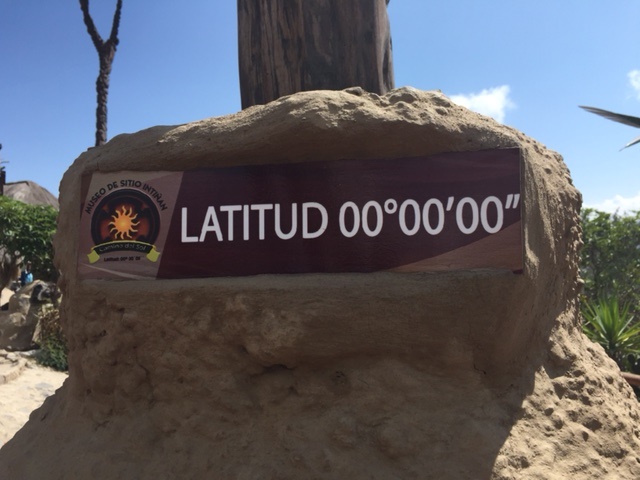 MUSEO DE SITIO INTIÑAN
LATITUD 00°00'00”